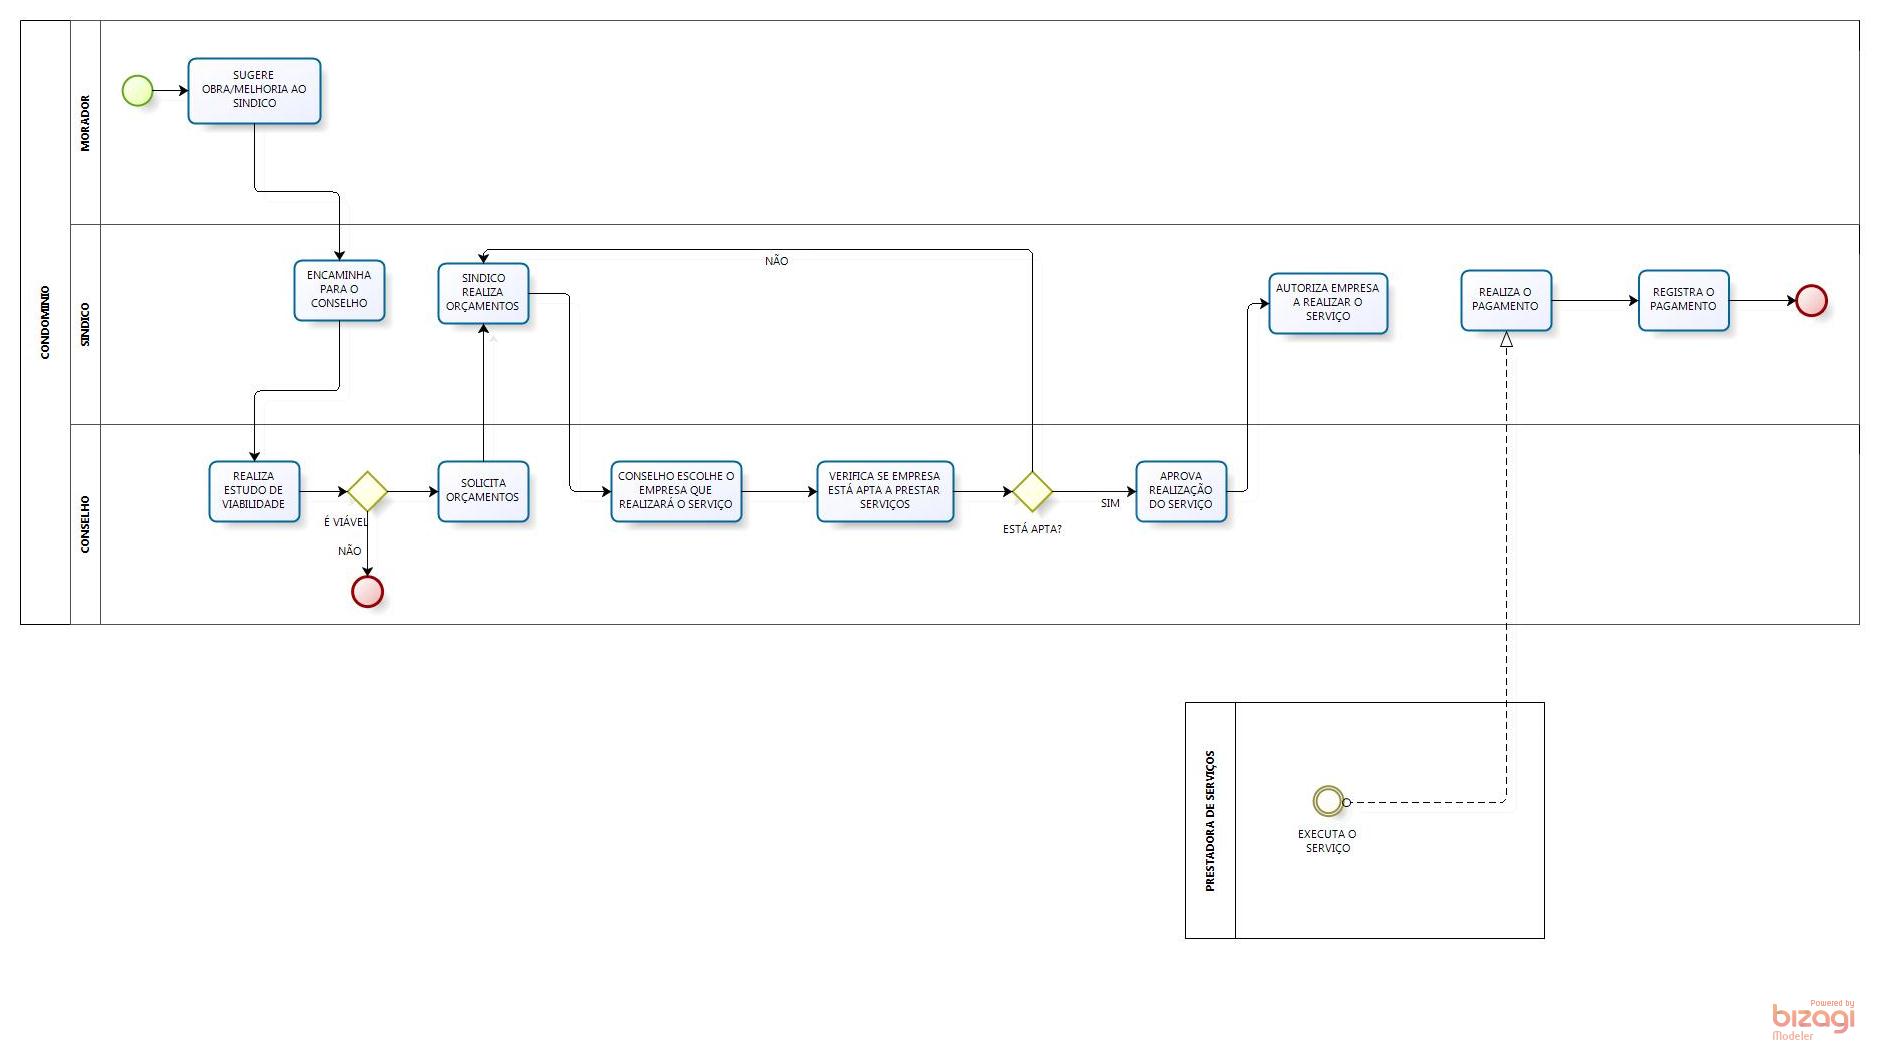 CONDOMINIO
MORADOR
SUGERE
OBRA/MELHORIA AO
SINDICO
SINDICO
ENCAMINHA
PARA O
CONSELHO
SINDICO
REALIZA
ORÇAMENTOS
NÃO
AUTORIZA EMPRESA
A REALIZAR O
SERVIÇO
REALIZA O
PAGAMENTO
REGISTRA O
PAGAMENTO
CONSELHO
REALIZA
ESTUDO DE
VIABILIDADE
É VIÁVEL
NÃO
SOLICITA
ORÇAMENTOS
CONSELHO ESCOLHE O
EMPRESA QUE
REALIZARÁ O SERVIÇO
VERIFICA SE EMPRESA
ESTÁ APTA A PRESTAR
SERVIÇOS
ESTÁ APTA?
SIM
APROVA
REALIZAÇÃO
DO SERVIÇO
PRESTADORA DE SERVIÇOS
EXECUTA O
SERVIÇO
Powered by
bizagi
Modeler